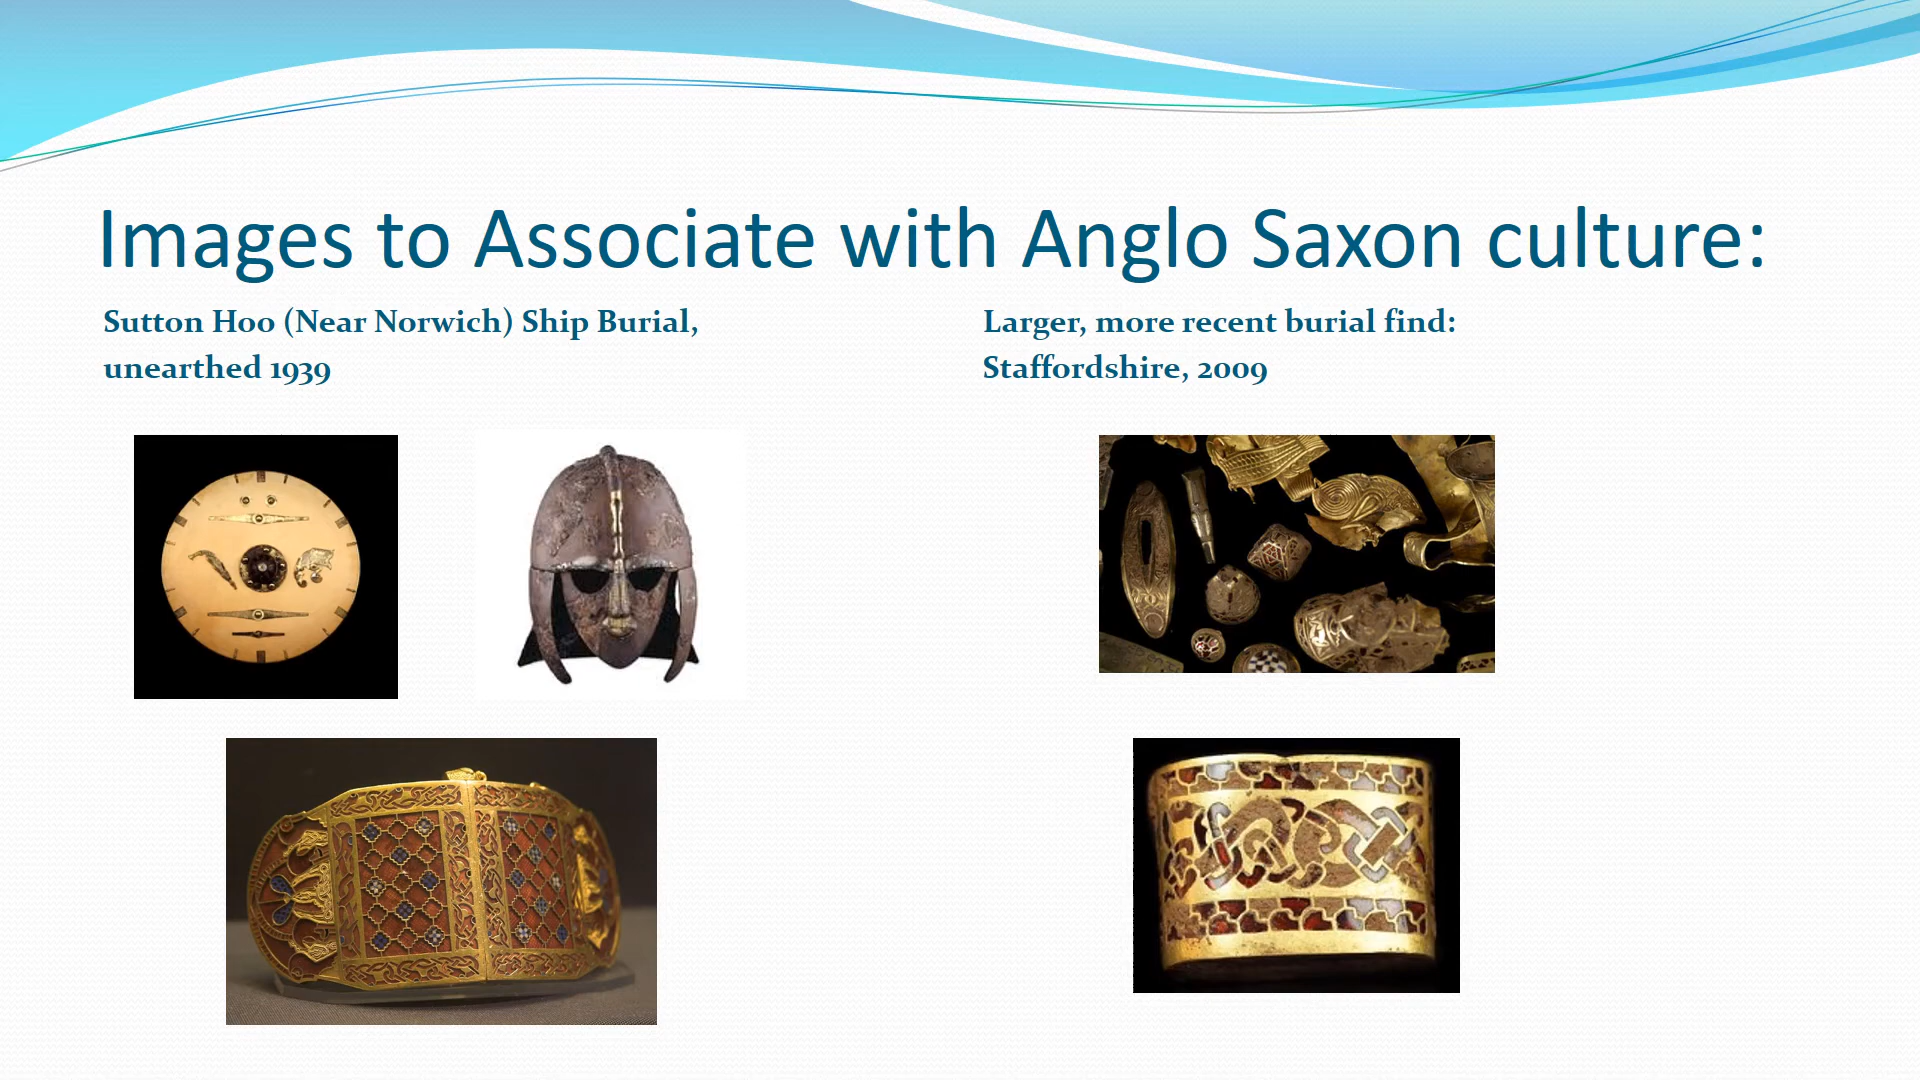 Images to Associate with Anglo Saxon culture:
Sutton Hoo (Near Norwich) Ship Burial,
unearthed 1939
Larger, more recent burial find:
Staffordshire, 2009